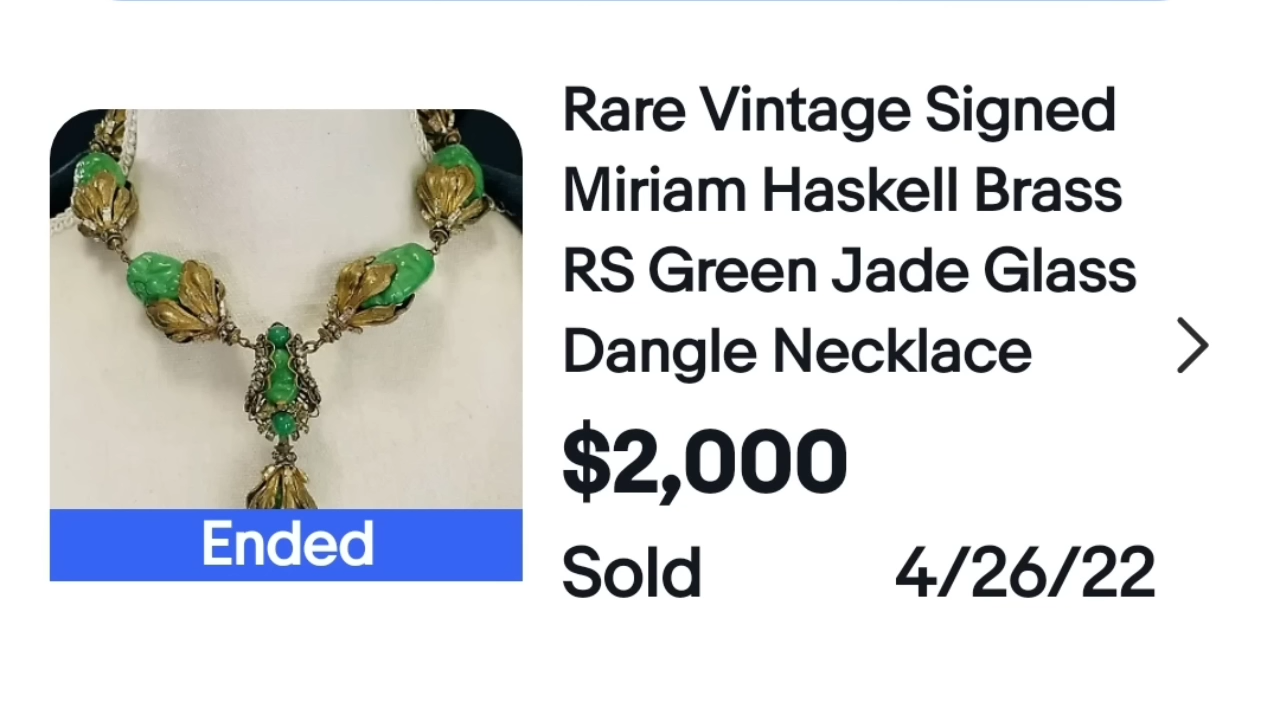 Rare Vintage Signed
Miriam Haskell Brass
RS Green Jade Glass
Dangle Necklace
$2,000
Ended
Sold 4/26/22